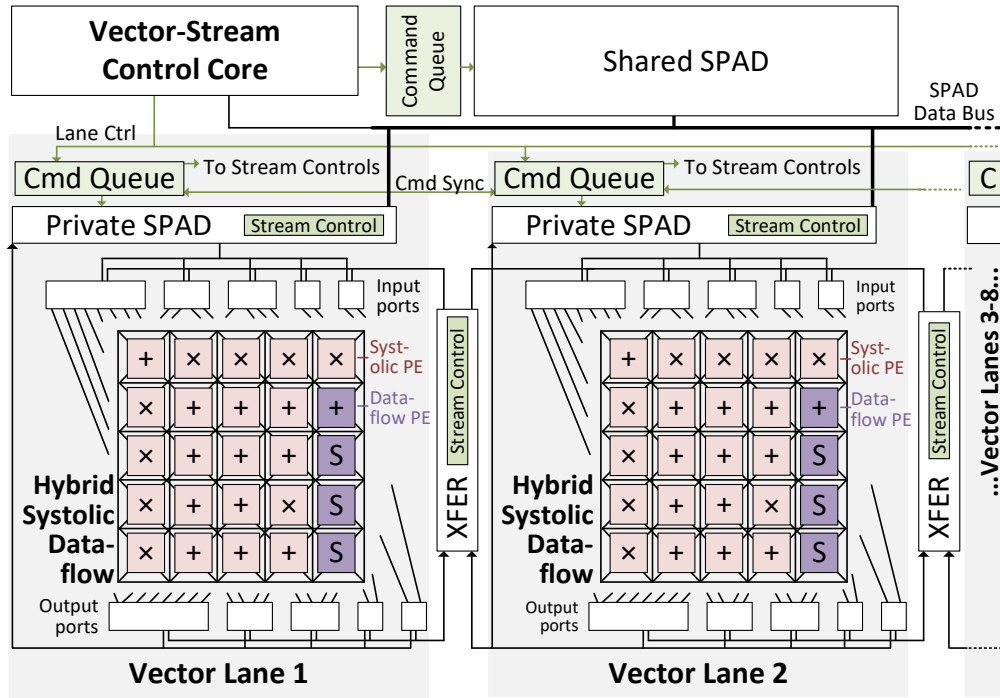 Vector-Stream
Control Core
Command
Queue
Shared SPAD
SPAD
Data Bus
Lane Ctrl
Cmd Queue
To Stream Controls
Cmd Sync
Cmd Queue
To Stream Controls
C
Private SPAD
Stream Control
Private SPAD
Stream Control
Input
ports
Input
ports
+ × × × ×
Syst-
olic PE
× + + + +
Data-
flow PE
× + + + S
× + + × S
× + + + S
Hybrid
Systolic
Data-
flow
Stream Control
XFER
+ × × × ×
Syst-
olic PE
× + + + +
Data-
flow PE
× + + + S
× + + × S
× + + + S
Hybrid
Systolic
Data-
flow
Stream Control
XFER
...Vector Lanes 3-8...
Output
ports
Output
ports
Vector Lane 1
Vector Lane 2